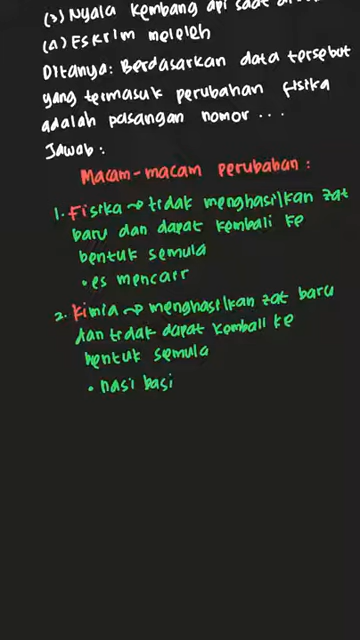 (3) Nyala kembang api saat
(4) Eskrim meleleh
Ditanya: Berdasarkan data tersebut
yang termasuk perubahan fisika
adalah pasangan nomor ...
Jawab:
Macam-macam perubahan:
1. Fisika → tidak menghasilkan zat
baru dan dapat kembali ke
bentuk semula
• es mencair
2. Kimia → menghasilkan zat baru
dan tidak dapat kembali ke
bentuk semula
• nasi basi